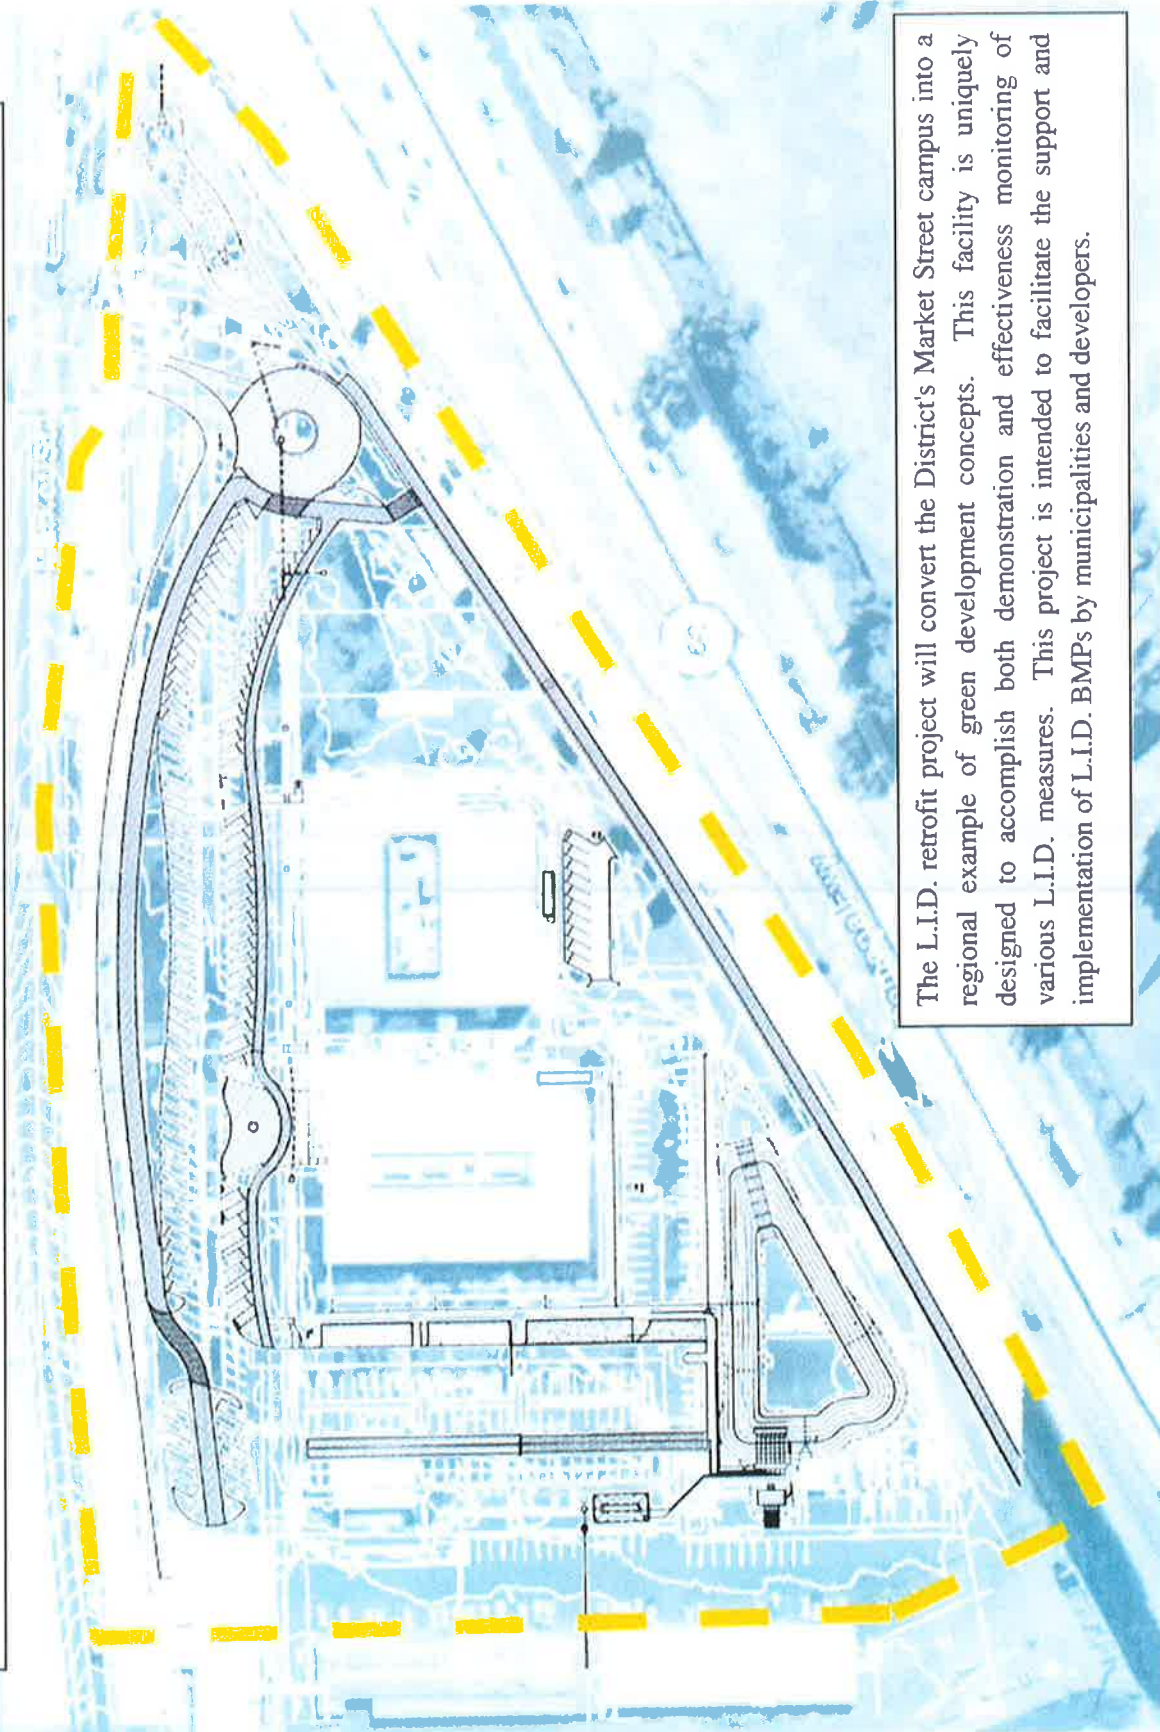 The L.I.D. retrofit project will convert the District's Market Street campus into a
regional example of green development concepts. This facility is uniquely
designed to accomplish both demonstration and effectiveness monitoring of
various L.I.D. measures. This project is intended to facilitate the support and
implementation of L.I.D. BMPs by municipalities and developers.